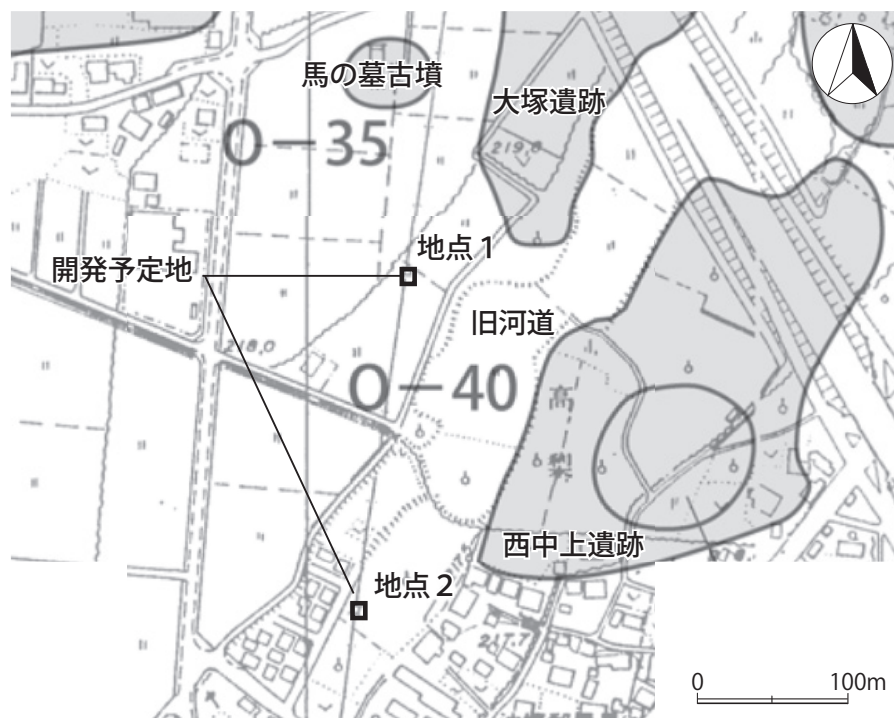 馬の墓古墳
大塚遺跡
O－35
219.8
地点1
開発予定地
旧河道
218.0
O－40
高
梨
西中上遺跡
地点2
217.7
0 100m